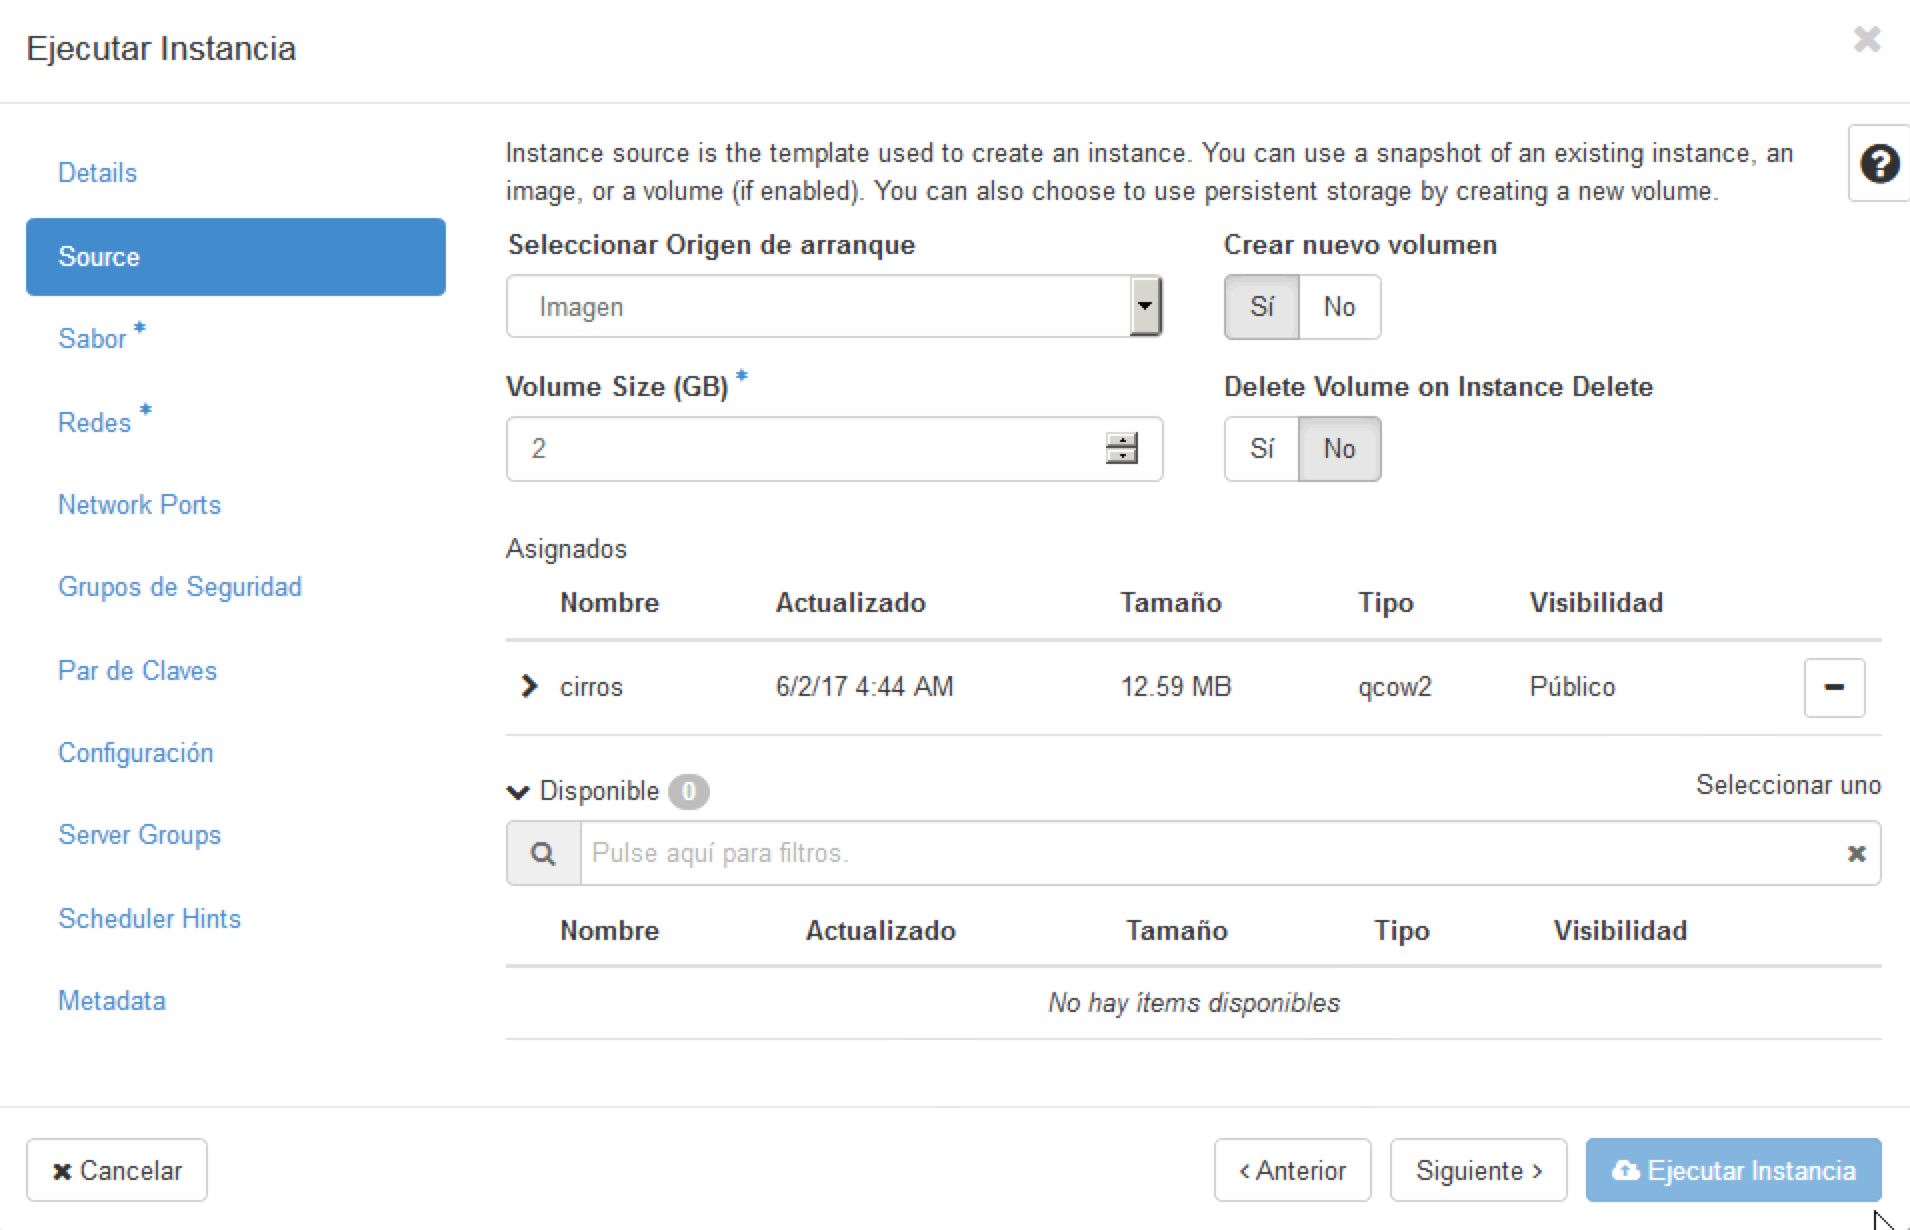 Ejecutar Instancia
Details
Source
Sabor *
Redes *
Network Ports
Grupos de Seguridad
Par de Claves
Configuración
Server Groups
Scheduler Hints
Metadata
Instance source is the template used to create an instance. You can use a snapshot of an existing instance, an
image, or a volume (if enabled). You can also choose to use persistent storage by creating a new volume.
Seleccionar Origen de arranque
Imagen
Crear nuevo volumen
Sí No
Volume Size (GB) *
2
Delete Volume on Instance Delete
Sí No
Asignados
Nombre Actualizado Tamaño Tipo Visibilidad
cirros 6/2/17 4:44 AM 12.59 MB qcow2 Público
Disponible 0
Seleccionar uno
Pulse aquí para filtros.
Nombre Actualizado Tamaño Tipo Visibilidad
No hay ítems disponibles
Cancelar
< Anterior
Siguiente >
Ejecutar Instancia